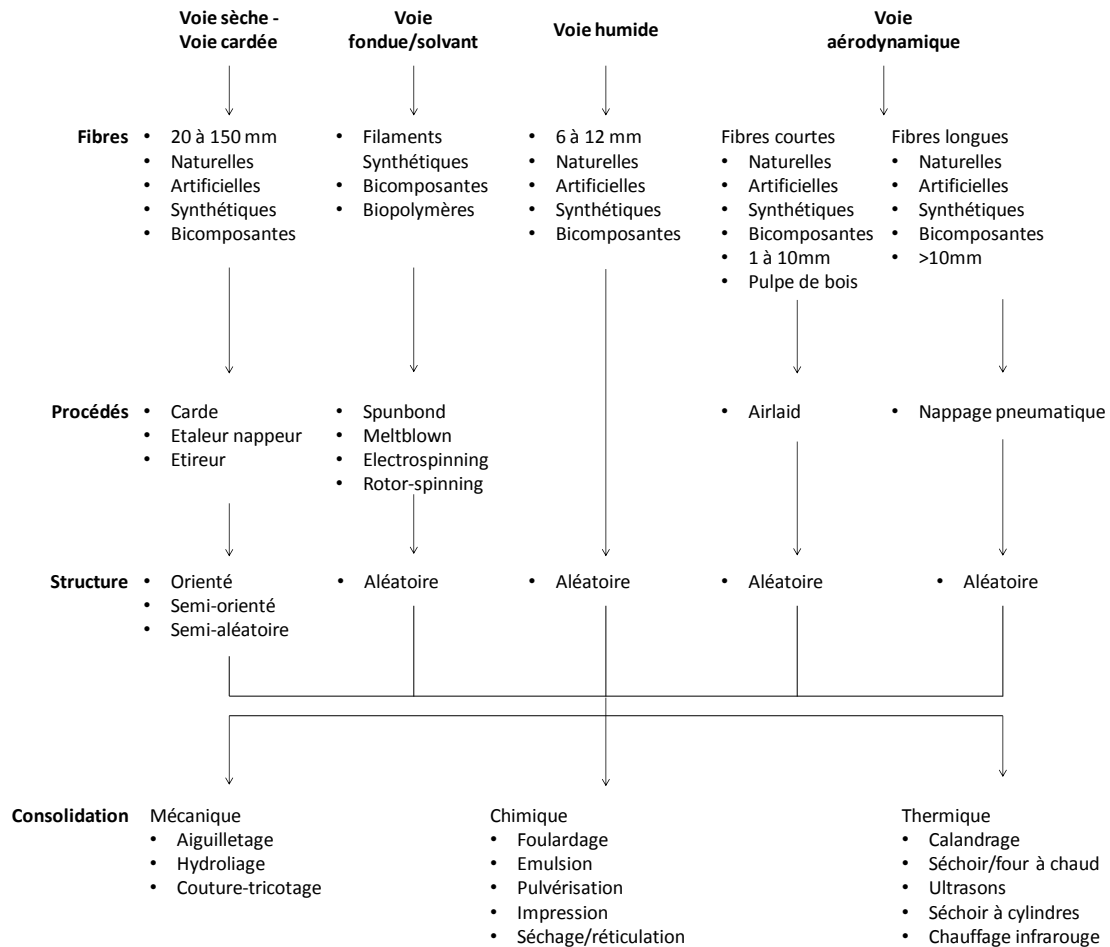 Voie sèche -
Voie cardée
Voie
fondue/solvant
Voie humide
Voie
aérodynamique
Fibres
• 20 à 150 mm
• Naturelles
• Artificielles
• Synthétiques
• Bicomposantes
• Filaments
Synthétiques
• Bicomposantes
• Biopolymères
• 6 à 12 mm
• Naturelles
• Artificielles
• Synthétiques
• Bicomposantes
Fibres courtes
• Naturelles
• Artificielles
• Synthétiques
• Bicomposantes
• 1 à 10mm
• Pulpe de bois
Fibres longues
• Naturelles
• Artificielles
• Synthétiques
• Bicomposantes
• >10mm
Procédés
• Carde
• Etaleur nappeur
• Etireur
• Spunbond
• Meltblown
• Electrospinning
• Rotor-spinning
• Airlaid
• Nappage pneumatique
Structure
• Orienté
• Semi-orienté
• Semi-aléatoire
• Aléatoire
• Aléatoire
• Aléatoire
• Aléatoire
Consolidation
Mécanique
• Aiguilletage
• Hydroliage
• Couture-tricotage
Chimique
• Foulardage
• Emulsion
• Pulvérisation
• Impression
• Séchage/réticulation
Thermique
• Calandrage
• Séchoir/four à chaud
• Ultrasons
• Séchoir à cylindres
• Chauffage infrarouge